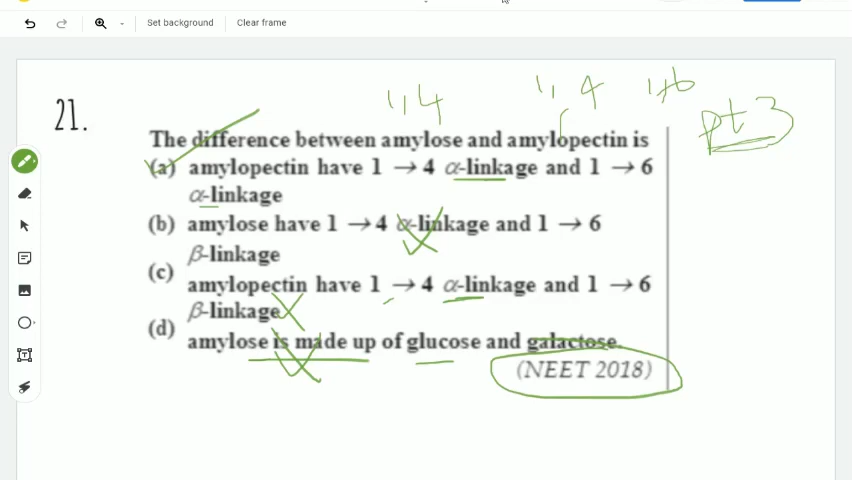 Set background Clear frame
1,4 1, 4 1,6
pt 3
21.
The difference between amylose and amylopectin is
(a) amylopectin have 1 → 4 α-linkage and 1 → 6
α-linkage
(b) amylose have 1 → 4 α-linkage and 1 → 6
β-linkage
(c) amylopectin have 1 → 4 α-linkage and 1 → 6
β-linkage
(d) amylose is made up of glucose and galactose.
(NEET 2018)